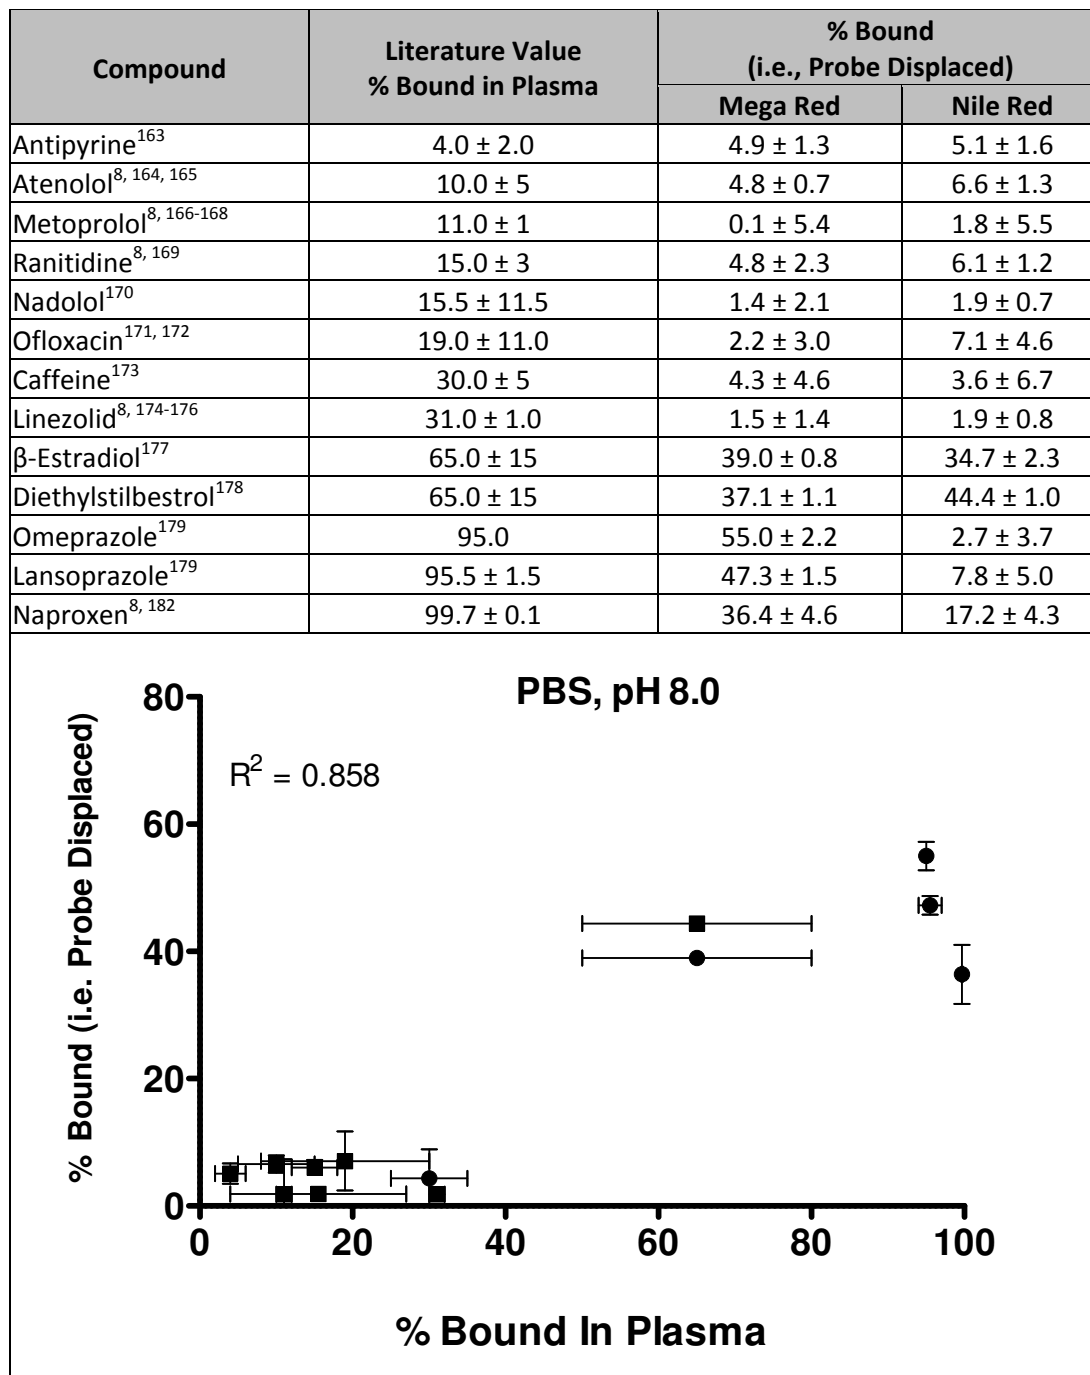 Compound Literature Value % Bound in Plasma % Bound (i.e., Probe Displaced)
Mega Red Nile Red
Antipyrine163 4.0 ± 2.0 4.9 ± 1.3 5.1 ± 1.6
Atenolol8, 164, 165 10.0 ± 5 4.8 ± 0.7 6.6 ± 1.3
Metoprolol8, 166-168 11.0 ± 1 0.1 ± 5.4 1.8 ± 5.5
Ranitidine8, 169 15.0 ± 3 4.8 ± 2.3 6.1 ± 1.2
Nadolol170 15.5 ± 11.5 1.4 ± 2.1 1.9 ± 0.7
Ofloxacin171, 172 19.0 ± 11.0 2.2 ± 3.0 7.1 ± 4.6
Caffeine173 30.0 ± 5 4.3 ± 4.6 3.6 ± 6.7
Linezolid8, 174-176 31.0 ± 1.0 1.5 ± 1.4 1.9 ± 0.8
β-Estradiol177 65.0 ± 15 39.0 ± 0.8 34.7 ± 2.3
Diethylstilbestrol178 65.0 ± 15 37.1 ± 1.1 44.4 ± 1.0
Omeprazole179 95.0 55.0 ± 2.2 2.7 ± 3.7
Lansoprazole179 95.5 ± 1.5 47.3 ± 1.5 7.8 ± 5.0
Naproxen8, 182 99.7 ± 0.1 36.4 ± 4.6 17.2 ± 4.3
PBS, pH 8.0
R2 = 0.858
% Bound (i.e. Probe Displaced)
80
60
40
20
0
0 20 40 60 80 100
% Bound In Plasma